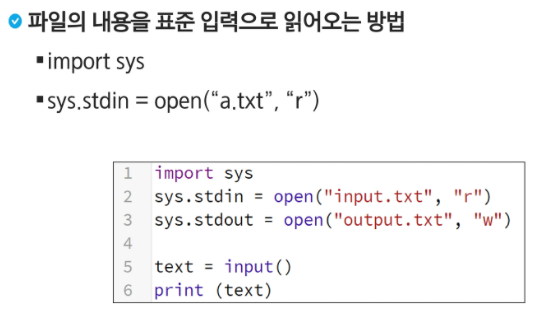 파일의 내용을 표준 입력으로 읽어오는 방법
▪import sys
▪sys.stdin = open(“a.txt”, “r”)
1 import sys
2 sys.stdin = open("input.txt", "r")
3 sys.stdout = open("output.txt", "w")
4
5 text = input()
6 print (text)